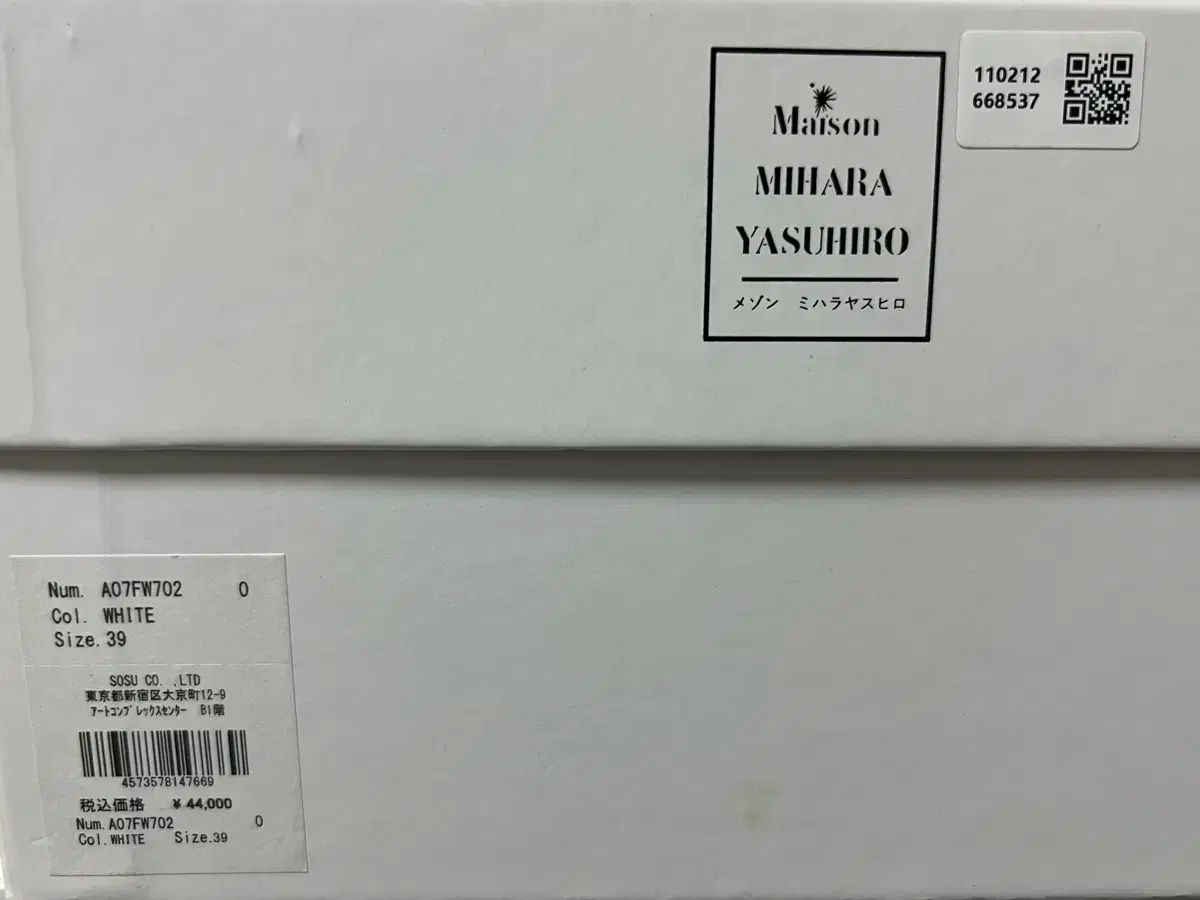 Maison
MIHARA
YASUHIRO
メゾン ミハラヤスヒロ
110212
668537
Num. A07FW702 0
Col. WHITE
Size. 39
SOSU CO. ,LTD
東京都新宿区大京町12-9
ｱｰﾄｺﾝﾌﾟﾚｯｸｽｾﾝﾀｰ B1階
4573578147669
税込価格 ¥ 44,000
Num. A07FW702 0
Col. WHITE Size.39